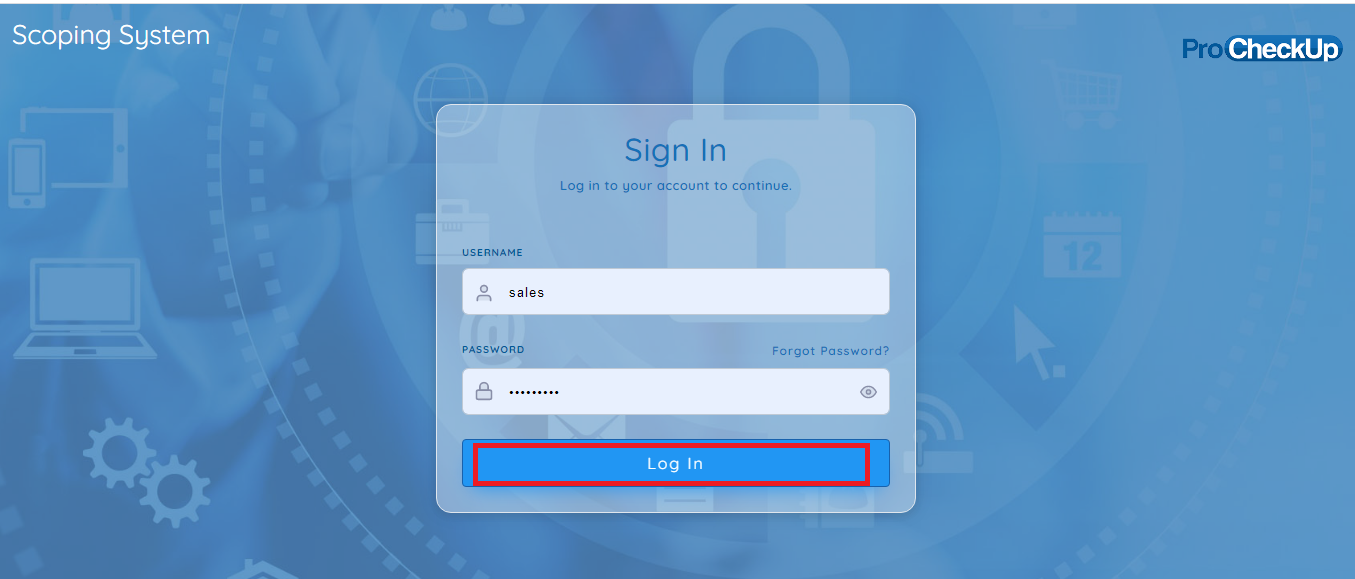 Scoping System
ProCheckUp
Sign In
Log in to your account to continue.
USERNAME
sales
PASSWORD
Forgot Password?
•••••••••
Log In
12
@